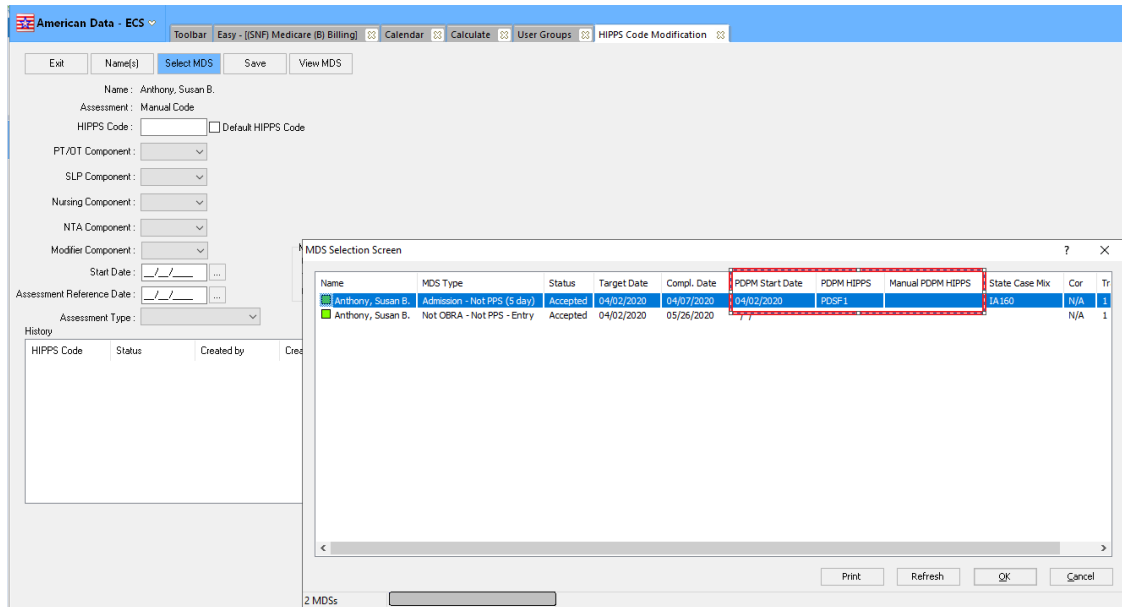 American Data - ECS
Toolbar Easy - [(SNF) Medicare (B) Billing] Calendar Calculate User Groups HIPPS Code Modification
Exit Name(s) Select MDS Save View MDS
Name : Anthony, Susan B.
Assessment : Manual Code
HIPPS Code : Default HIPPS Code
PT/OT Component :
SLP Component :
Nursing Component :
NTA Component :
Modifier Component :
Start Date : __/__/____ ...
Assessment Reference Date : __/__/____ ...
Assessment Type :
History
HIPPS Code Status Created by Crea
MDS Selection Screen ? X
Name MDS Type Status Target Date Compl. Date PDPM Start Date PDPM HIPPS Manual PDPM HIPPS State Case Mix Cor Tr
Anthony, Susan B. Admission - Not PPS (5 day) Accepted 04/02/2020 04/07/2020 04/02/2020 PDSF1 IA160 N/A 1
Anthony, Susan B. Not OBRA - Not PPS - Entry Accepted 04/02/2020 05/26/2020 / / N/A 1
Print Refresh OK Cancel
2 MDSs